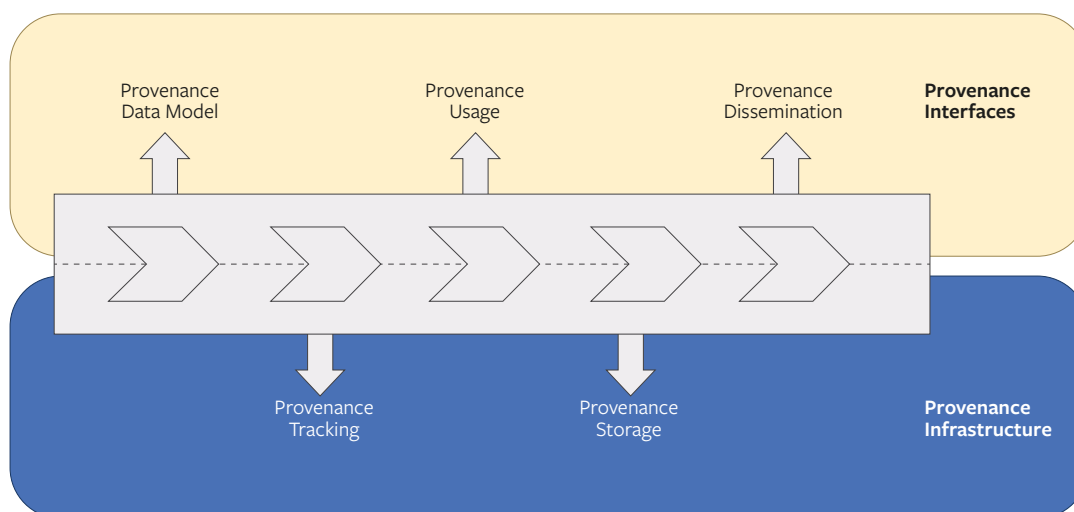 Provenance
Data Model
Provenance
Usage
Provenance
Dissemination
Provenance
Interfaces
Provenance
Tracking
Provenance
Storage
Provenance
Infrastructure